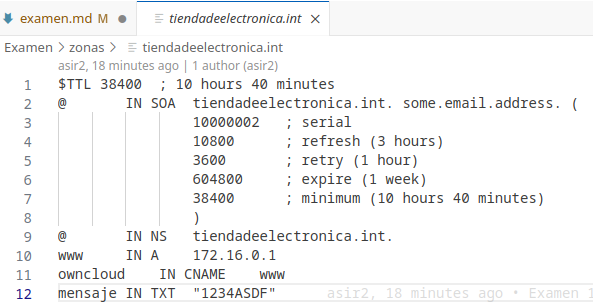 examen.md M ● tiendadeelectronica.int ×
Examen > zonas > tiendadeelectronica.int
asir2, 18 minutes ago | 1 author (asir2)
1 $TTL 38400 ; 10 hours 40 minutes
2 @ IN SOA tiendadeelectronica.int. some.email.address. (
3 10000002 ; serial
4 10800 ; refresh (3 hours)
5 3600 ; retry (1 hour)
6 604800 ; expire (1 week)
7 38400 ; minimum (10 hours 40 minutes)
8 )
9 @ IN NS tiendadeelectronica.int.
10 www IN A 172.16.0.1
11 owncloud IN CNAME www
12 mensaje IN TXT "1234ASDF" asir2, 18 minutes ago • Examen 1